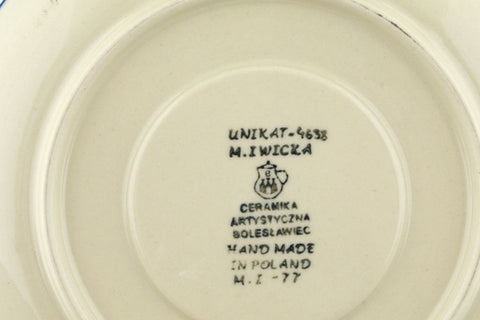 UNIKAT-4638
M.IWICKA
CERAMIKA
ARTYSTYCZNA
BOLESŁAWIEC
HAND MADE
IN POLAND
M.I -77